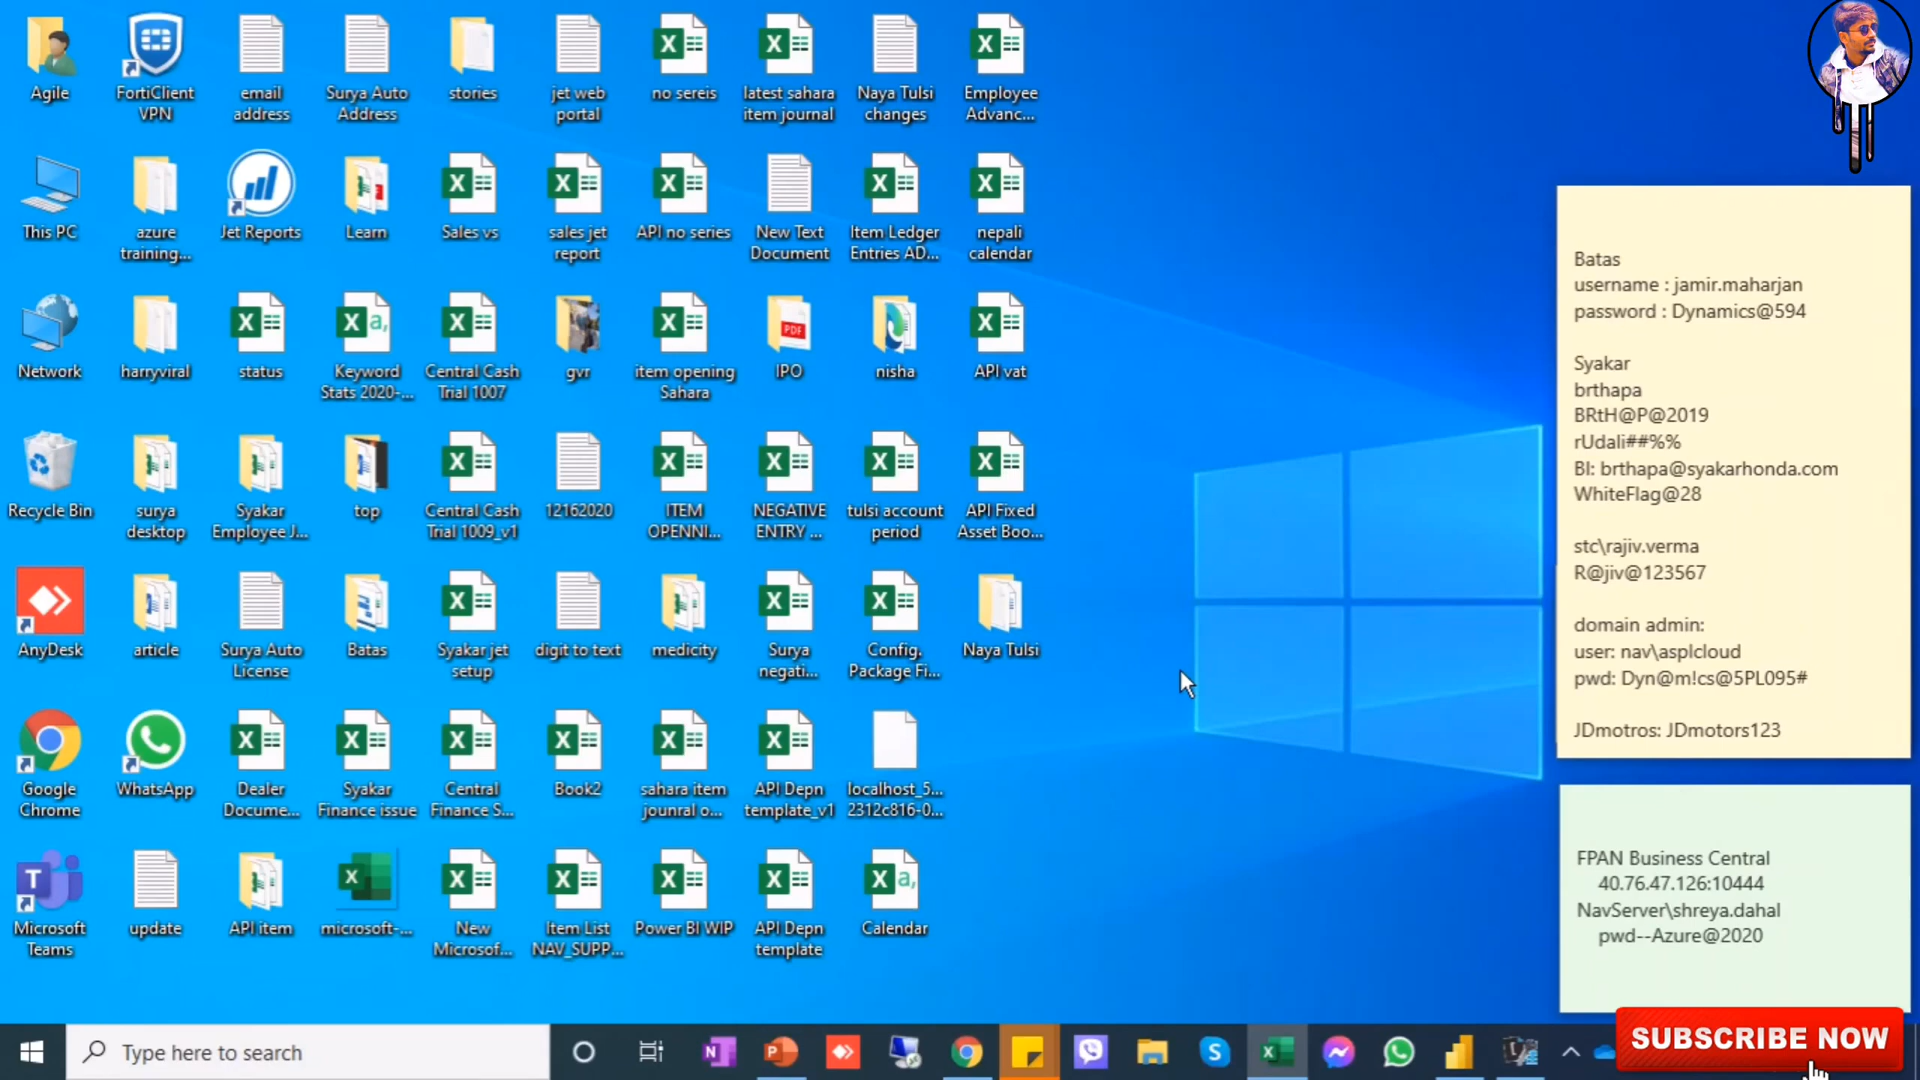 Agile
FortiClient
VPN
email
address
Surya Auto
Address
stories
jet web
portal
no sereis
latest sahara
item journal
Naya Tulsi
changes
Employee
Advanc...
This PC
azure
training...
Jet Reports
Learn
Sales vs
sales jet
report
API no series
New Text
Document
Item Ledger
Entries AD...
nepali
calendar
Network
harryviral
status
Keyword
Stats 2020-...
Central Cash
Trial 1007
gvr
item opening
Sahara
IPO
nisha
API vat
Recycle Bin
surya
desktop
Syakar
Employee J...
top
Central Cash
Trial 1009_v1
12162020
ITEM
OPENNI...
NEGATIVE
ENTRY ...
tulsi account
period
API Fixed
Asset Boo...
AnyDesk
article
Surya Auto
License
Batas
Syakar jet
setup
digit to text
medicity
Surya
negati...
Config.
Package Fi...
Naya Tulsi
Google
Chrome
WhatsApp
Dealer
Docume...
Syakar
Finance issue
Central
Finance S...
Book2
sahara item
jounral o...
API Depn
template_v1
localhost_5...
2312c816-0...
Microsoft
Teams
update
API item
microsoft-...
New
Microsof...
Item List
NAV_SUPP...
Power BI WIP
API Depn
template
Calendar
Batas
username : jamir.maharjan
password : Dynamics@594
Syakar
brthapa
BRtH@P@2019
rUdali##%%
BI: brthapa@syakarhonda.com
WhiteFlag@28
stc\rajiv.verma
R@jiv@123567
domain admin:
user: nav\asplcloud
pwd: Dyn@m!cs@5PL095#
JDmotros: JDmotors123
FPAN Business Central
40.76.47.126:10444
NavServer\shreya.dahal
pwd--Azure@2020
Type here to search
SUBSCRIBE NOW